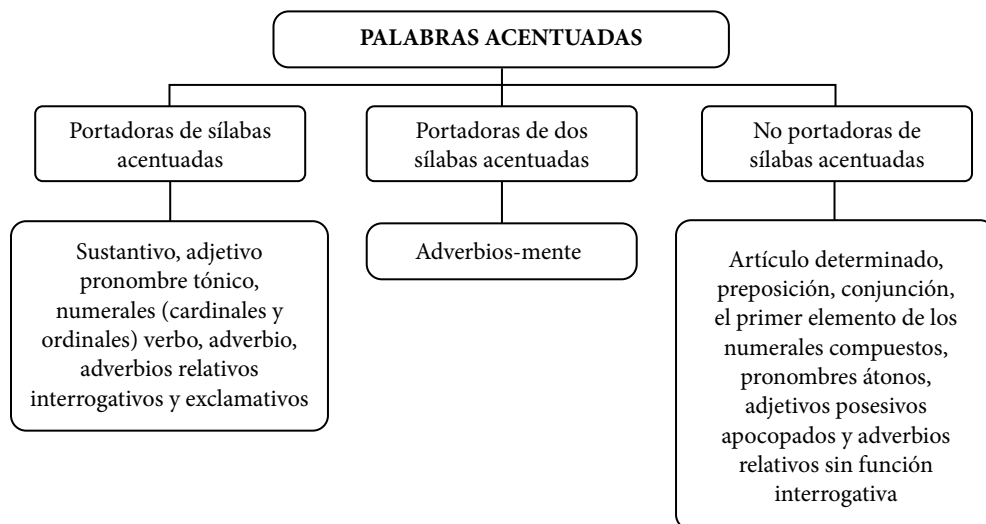 PALABRAS ACENTUADAS
Portadoras de sílabas
acentuadas
Portadoras de dos
sílabas acentuadas
No portadoras de
sílabas acentuadas
Sustantivo, adjetivo
pronombre tónico,
numerales (cardinales y
ordinales) verbo, adverbio,
adverbios relativos
interrogativos y exclamativos
Adverbios-mente
Artículo determinado,
preposición, conjunción,
el primer elemento de los
numerales compuestos,
pronombres átonos,
adjetivos posesivos
apocopados y adverbios
relativos sin función
interrogativa